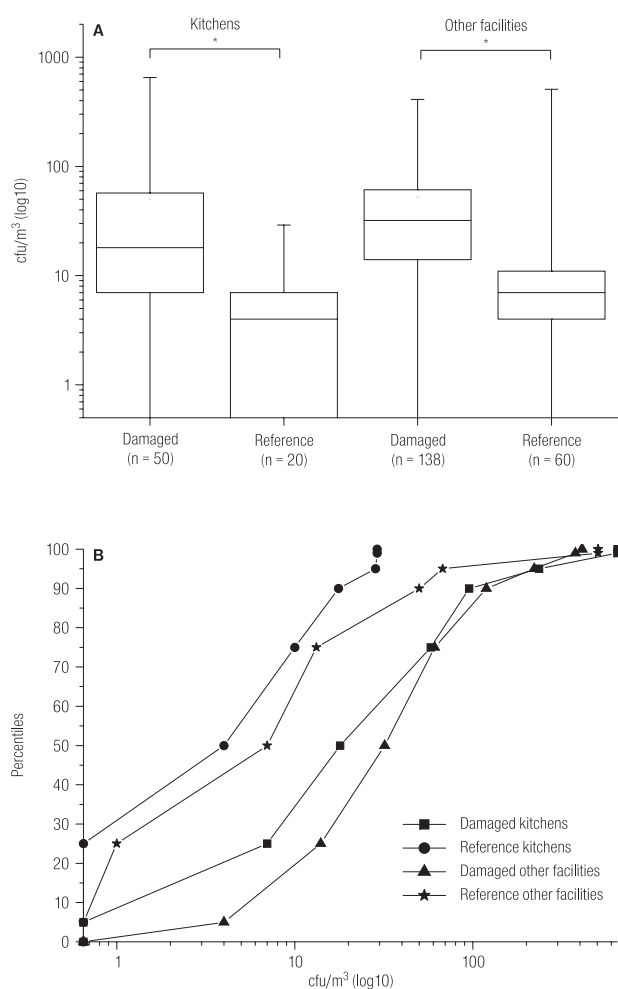 A
Kitchens
Other facilities
*
*
1000
100
10
1
cfu/m³ (log10)
Damaged
(n = 50)
Reference
(n = 20)
Damaged
(n = 138)
Reference
(n = 60)
B
100
90
80
70
50
30
20
10
0
Percentiles
1
10
100
cfu/m³ (log10)
Damaged kitchens
Reference kitchens
Damaged other facilities
Reference other facilities